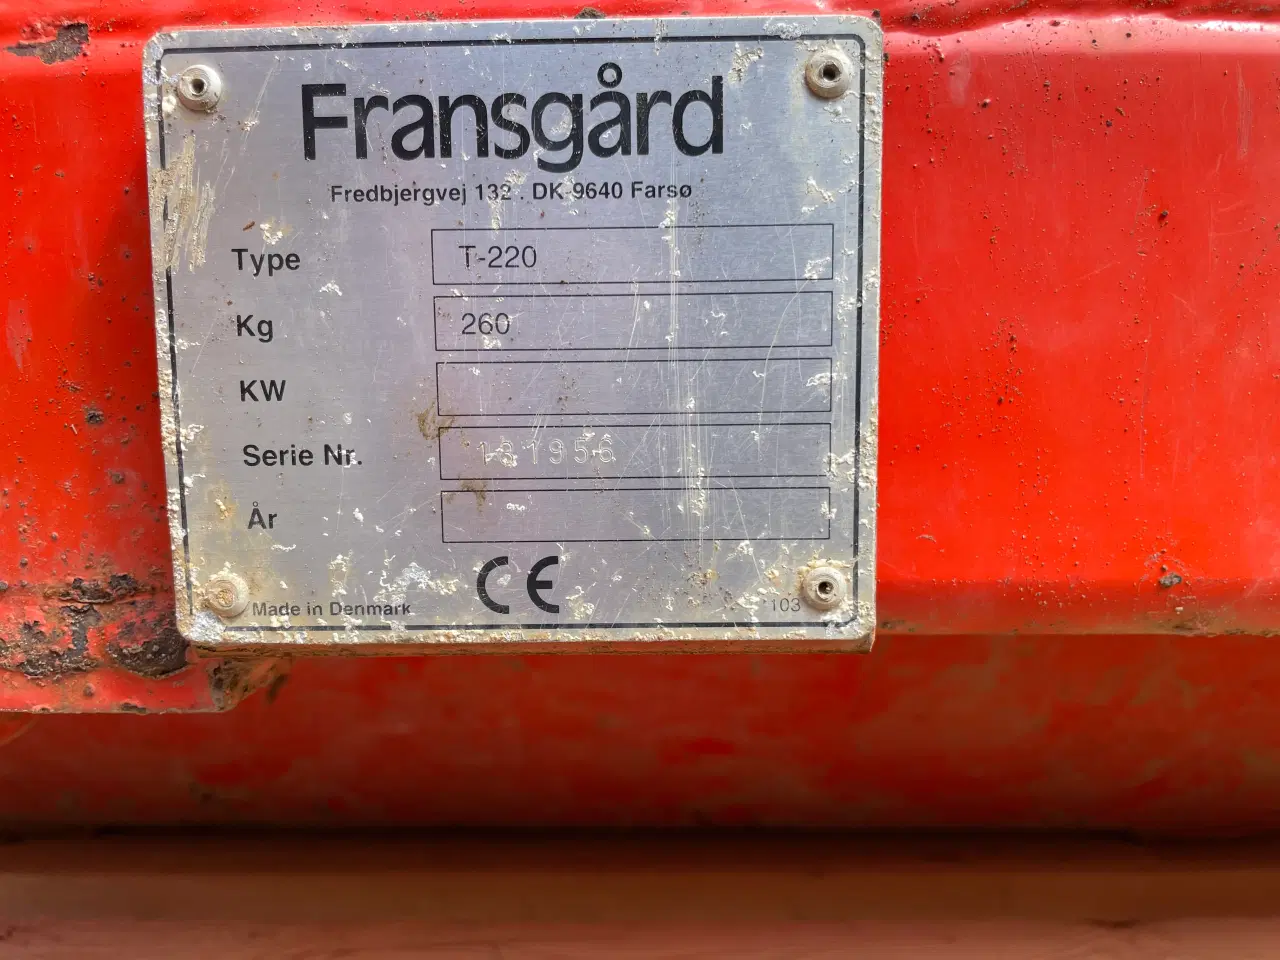 Fransgård
Fredbjergvej 132 . DK-9640 Farsø
Type T-220
Kg 260
KW
Serie Nr. 131956
År
Made in Denmark CE 103